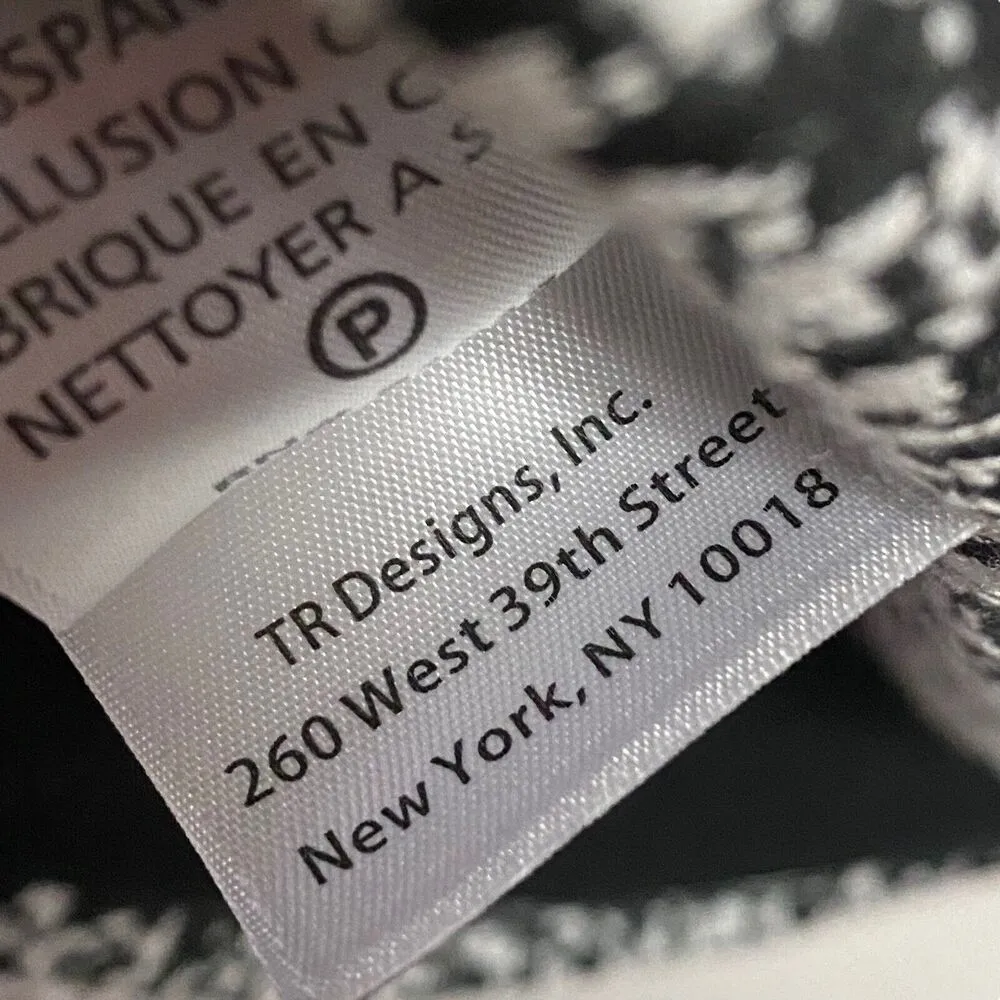 CLUSION
BRIQUE EN C
NETTOYER A S
P
TR Designs, Inc.
260 West 39th Street
New York, NY 10018